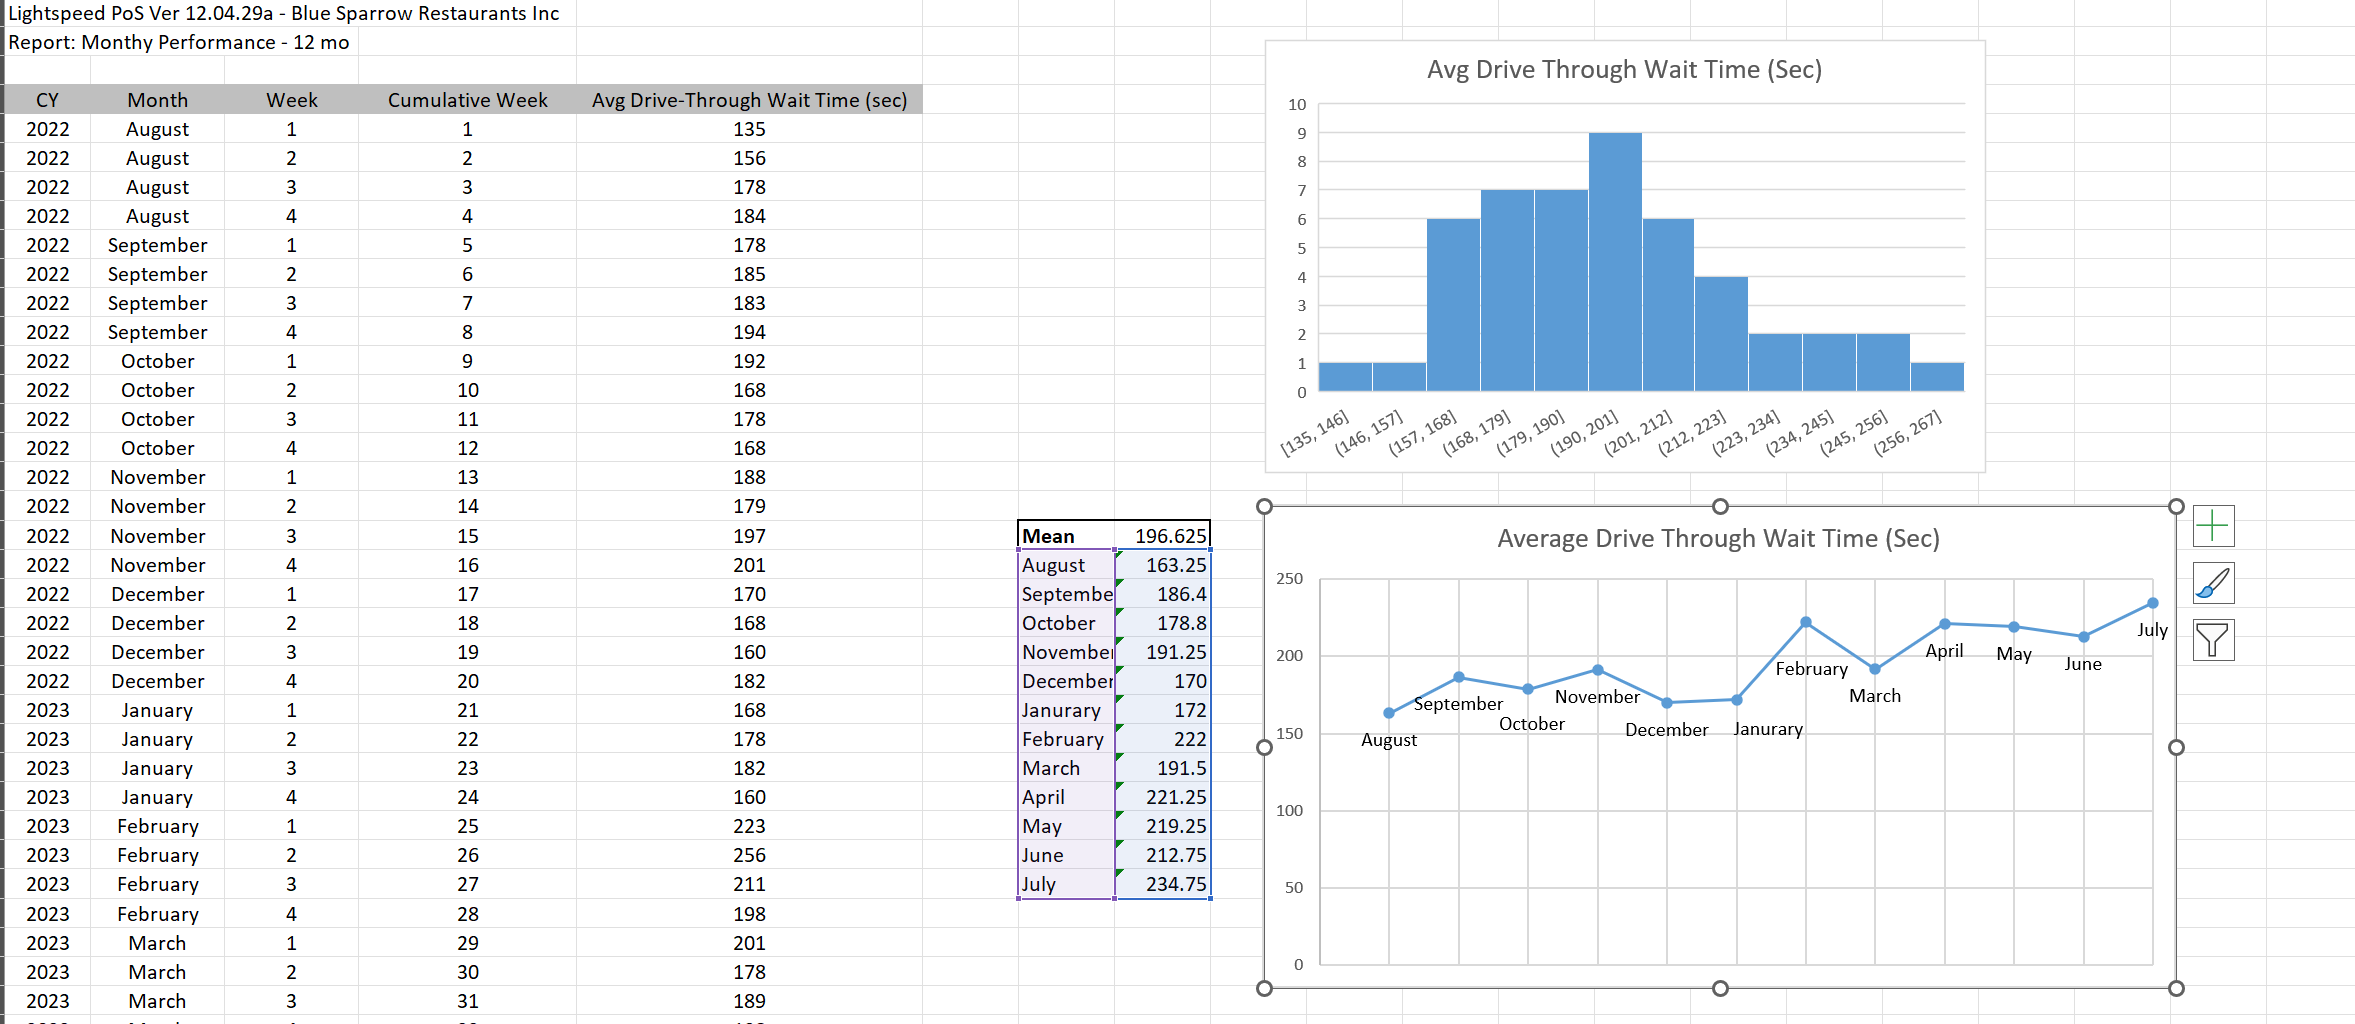 Lightspeed PoS Ver 12.04.29a - Blue Sparrow Restaurants Inc
Report: Monthy Performance - 12 mo
CY Month Week Cumulative Week Avg Drive-Through Wait Time (sec)
2022 August 1 1 135
2022 August 2 2 156
2022 August 3 3 178
2022 August 4 4 184
2022 September 1 5 178
2022 September 2 6 185
2022 September 3 7 183
2022 September 4 8 194
2022 October 1 9 192
2022 October 2 10 168
2022 October 3 11 178
2022 October 4 12 168
2022 November 1 13 188
2022 November 2 14 179
2022 November 3 15 197
2022 November 4 16 201
2022 December 1 17 170
2022 December 2 18 168
2022 December 3 19 160
2022 December 4 20 182
2023 January 1 21 168
2023 January 2 22 178
2023 January 3 23 182
2023 January 4 24 160
2023 February 1 25 223
2023 February 2 26 256
2023 February 3 27 211
2023 February 4 28 198
2023 March 1 29 201
2023 March 2 30 178
2023 March 3 31 189
Mean 196.625
August 163.25
Septembe 186.4
October 178.8
November 191.25
December 170
Janurary 172
February 222
March 191.5
April 221.25
May 219.25
June 212.75
July 234.75
Avg Drive Through Wait Time (Sec)
10
9
8
7
6
5
4
3
2
1
0
[135, 146] (146, 157] (157, 168] (168, 179] (179, 190] (190, 201] (201, 212] (212, 223] (223, 234] (234, 245] (245, 256] (256, 267]
Average Drive Through Wait Time (Sec)
250
200
150
100
50
0
August
September
October
November
December
Janurary
February
March
April
May
June
July